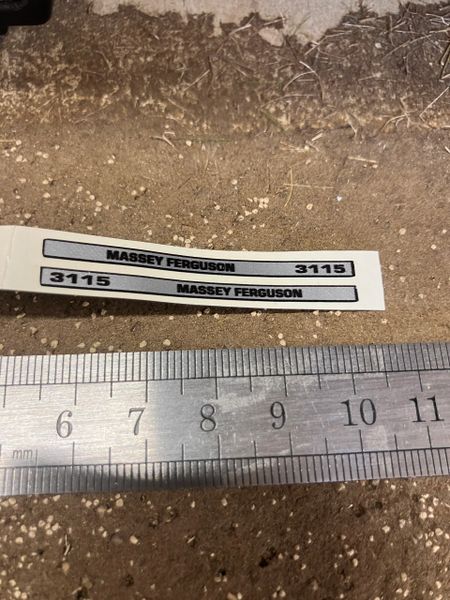 MASSEY FERGUSON 3115
3115 MASSEY FERGUSON
6 7 8 9 10 11
mm